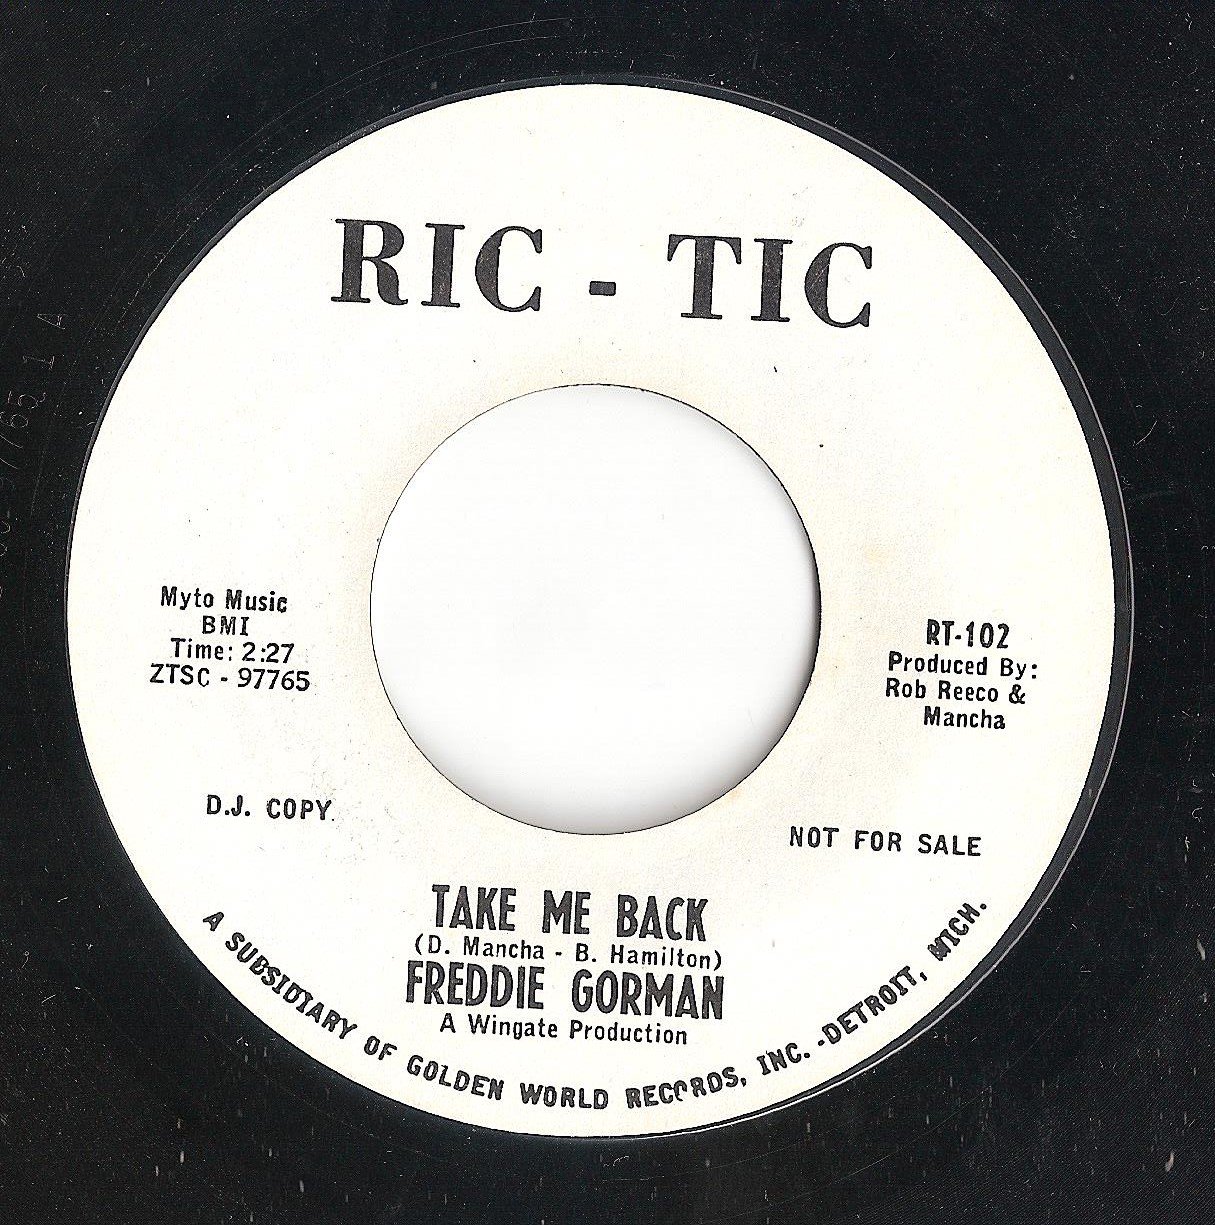 RIC - TIC
Myto Music
BMI
Time: 2:27
ZTSC - 97765
RT-102
Produced By:
Rob Reeco &
Mancha
D.J. COPY
NOT FOR SALE
TAKE ME BACK
(D. Mancha - B. Hamilton)
FREDDIE GORMAN
A Wingate Production
A SUBSIDIARY OF GOLDEN WORLD RECORDS, INC. - DETROIT, MICH.